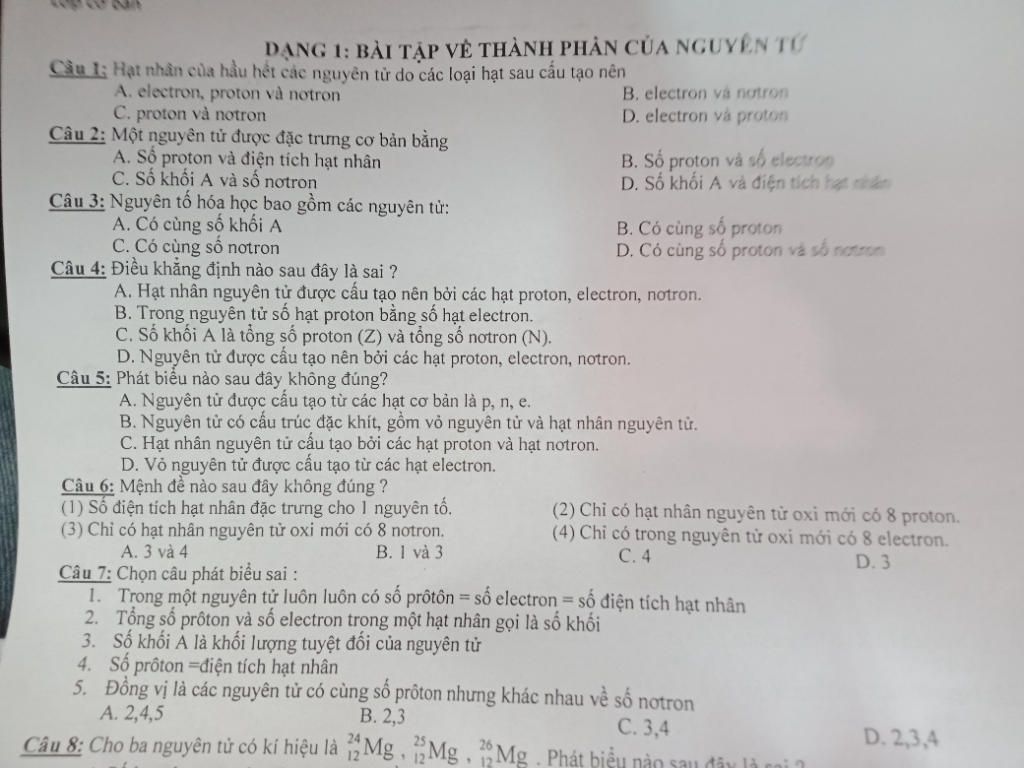 Lớp cơ bản
DẠNG 1: BÀI TẬP VỀ THÀNH PHẦN CỦA NGUYÊN TỬ
Câu 1: Hạt nhân của hầu hết các nguyên tử do các loại hạt sau cấu tạo nên
A. electron, proton và nơtron
B. electron và nơtron
C. proton và nơtron
D. electron và proton
Câu 2: Một nguyên tử được đặc trưng cơ bản bằng
A. Số proton và điện tích hạt nhân
B. Số proton và số electron
C. Số khối A và số nơtron
D. Số khối A và điện tích hạt nhân
Câu 3: Nguyên tố hóa học bao gồm các nguyên tử:
A. Có cùng số khối A
B. Có cùng số proton
C. Có cùng số nơtron
D. Có cùng số proton và số nơtron
Câu 4: Điều khẳng định nào sau đây là sai ?
A. Hạt nhân nguyên tử được cấu tạo nên bởi các hạt proton, electron, nơtron.
B. Trong nguyên tử số hạt proton bằng số hạt electron.
C. Số khối A là tổng số proton (Z) và tổng số nơtron (N).
D. Nguyên tử được cấu tạo nên bởi các hạt proton, electron, nơtron.
Câu 5: Phát biểu nào sau đây không đúng?
A. Nguyên tử được cấu tạo từ các hạt cơ bản là p, n, e.
B. Nguyên tử có cấu trúc đặc khít, gồm vỏ nguyên tử và hạt nhân nguyên tử.
C. Hạt nhân nguyên tử cấu tạo bởi các hạt proton và hạt nơtron.
D. Vỏ nguyên tử được cấu tạo từ các hạt electron.
Câu 6: Mệnh đề nào sau đây không đúng ?
(1) Số điện tích hạt nhân đặc trưng cho 1 nguyên tố.
(2) Chỉ có hạt nhân nguyên tử oxi mới có 8 proton.
(3) Chỉ có hạt nhân nguyên tử oxi mới có 8 nơtron.
(4) Chỉ có trong nguyên tử oxi mới có 8 electron.
A. 3 và 4
B. 1 và 3
C. 4
D. 3
Câu 7: Chọn câu phát biểu sai :
1. Trong một nguyên tử luôn luôn có số prôtôn = số electron = số điện tích hạt nhân
2. Tổng số prôton và số electron trong một hạt nhân gọi là số khối
3. Số khối A là khối lượng tuyệt đối của nguyên tử
4. Số prôton =điện tích hạt nhân
5. Đồng vị là các nguyên tử có cùng số prôton nhưng khác nhau về số nơtron
A. 2,4,5
B. 2,3
C. 3,4
D. 2,3,4
Câu 8: Cho ba nguyên tử có kí hiệu là ²⁴₁₂Mg , ²⁵₁₂Mg , ²⁶₁₂Mg . Phát biểu nào sau đây là sai ?